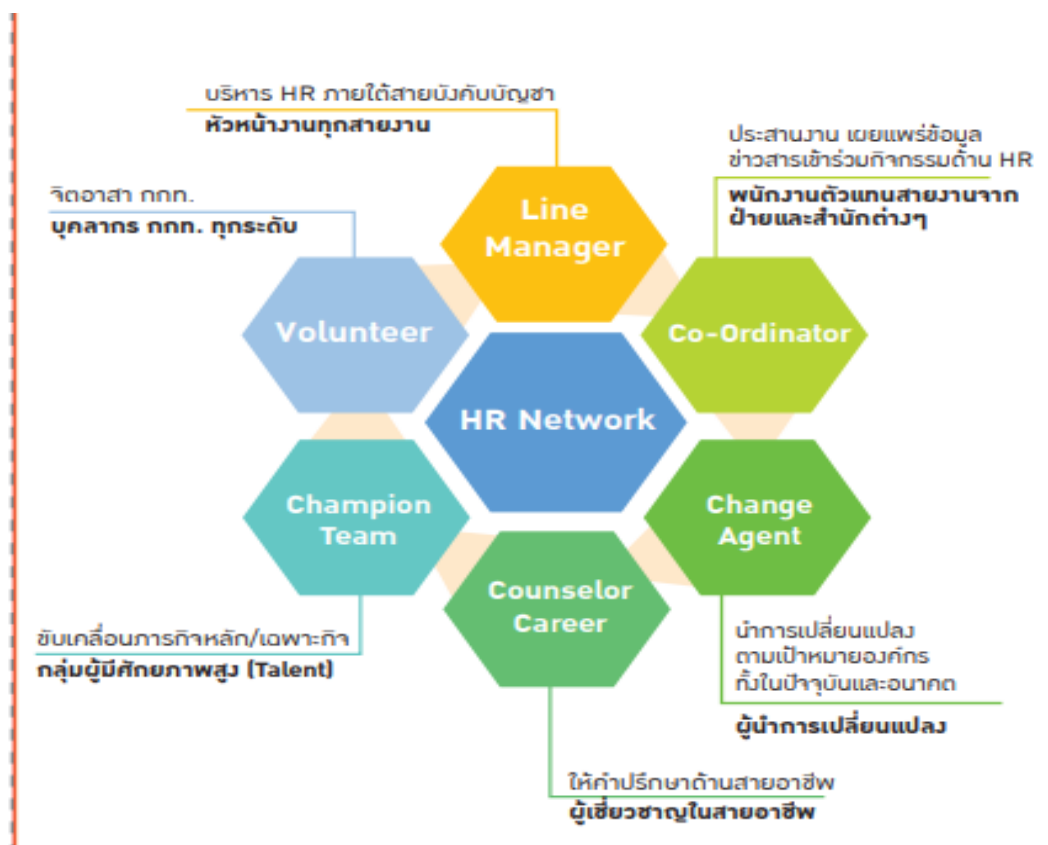 บริหาร HR ภายใต้สายบังคับบัญชา
หัวหน้างานทุกสายงาน
ประสานงาน เผยแพร่ข้อมูล
ข่าวสารเข้าร่วมกิจกรรมด้าน HR
พนักงานตัวแทนสายงานจาก
ฝ่ายและสำนักต่างๆ
จิตอาสา กกท.
บุคลากร กกท. ทุกระดับ
Line
Manager
Volunteer
Co-Ordinator
HR Network
Champion
Team
Change
Agent
Counselor
Career
ขับเคลื่อนภารกิจหลัก/เฉพาะกิจ
กลุ่มผู้มีศักยภาพสูง (Talent)
นำการเปลี่ยนแปลง
ตามเป้าหมายองค์กร
ทั้งในปัจจุบันและอนาคต
ผู้นำการเปลี่ยนแปลง
ให้คำปรึกษาด้านสายอาชีพ
ผู้เชี่ยวชาญในสายอาชีพ